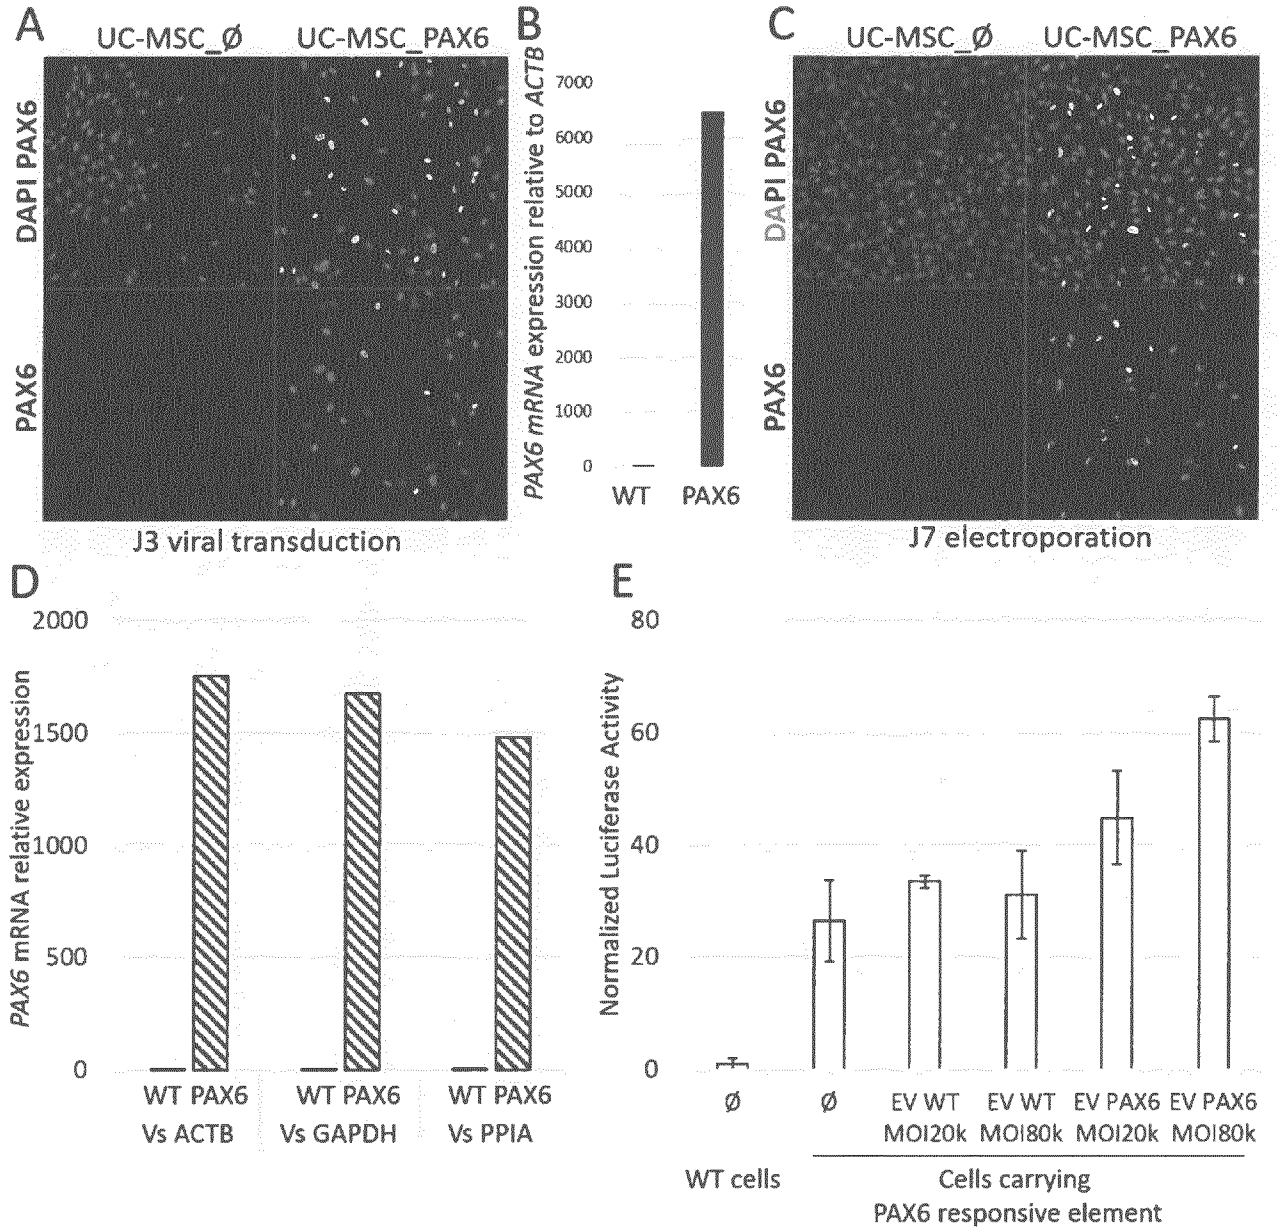 A
UC-MSC_Ø UC-MSC_PAX6
DAPI PAX6
PAX6
J3 viral transduction
B
PAX6 mRNA expression relative to ACTB
7000
6000
5000
4000
3000
2000
1000
0
WT PAX6
C
UC-MSC_Ø UC-MSC_PAX6
DAPI PAX6
PAX6
J7 electroporation
D
PAX6 mRNA relative expression
2000
1500
1000
500
0
WT PAX6 WT PAX6 WT PAX6
Vs ACTB Vs GAPDH Vs PPIA
E
Normalized Luciferase Activity
80
60
40
20
0
Ø Ø EV WT EV WT EV PAX6 EV PAX6
MOI20k MOI80k MOI20k MOI80k
WT cells Cells carrying
PAX6 responsive element